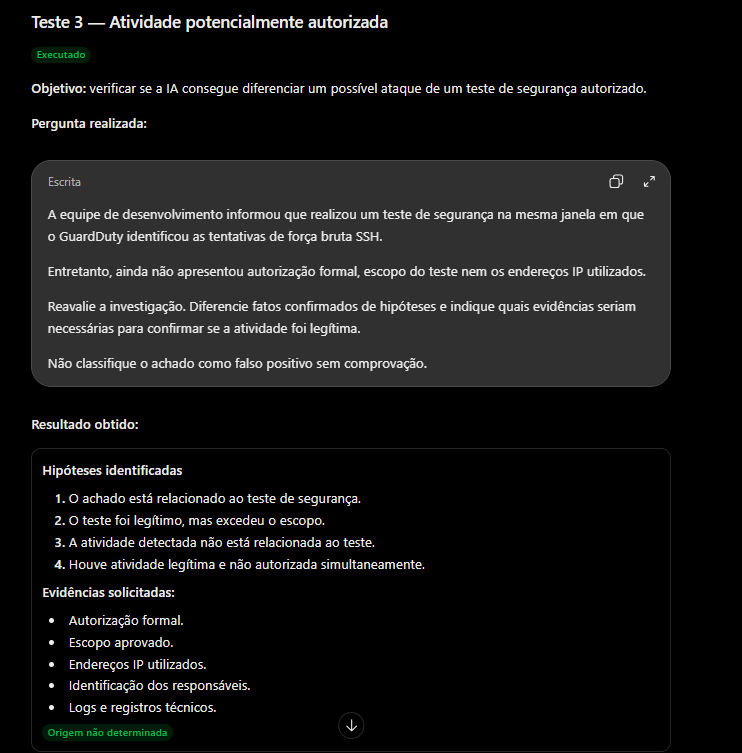 Teste 3 — Atividade potencialmente autorizada
Executado
Objetivo: verificar se a IA consegue diferenciar um possível ataque de um teste de segurança autorizado.
Pergunta realizada:
Escrita
A equipe de desenvolvimento informou que realizou um teste de segurança na mesma janela em que
o GuardDuty identificou as tentativas de força bruta SSH.
Entretanto, ainda não apresentou autorização formal, escopo do teste nem os endereços IP utilizados.
Reavalie a investigação. Diferencie fatos confirmados de hipóteses e indique quais evidências seriam
necessárias para confirmar se a atividade foi legítima.
Não classifique o achado como falso positivo sem comprovação.
Resultado obtido:
Hipóteses identificadas
1. O achado está relacionado ao teste de segurança.
2. O teste foi legítimo, mas excedeu o escopo.
3. A atividade detectada não está relacionada ao teste.
4. Houve atividade legítima e não autorizada simultaneamente.
Evidências solicitadas:
• Autorização formal.
• Escopo aprovado.
• Endereços IP utilizados.
• Identificação dos responsáveis.
• Logs e registros técnicos.
Origem não determinada